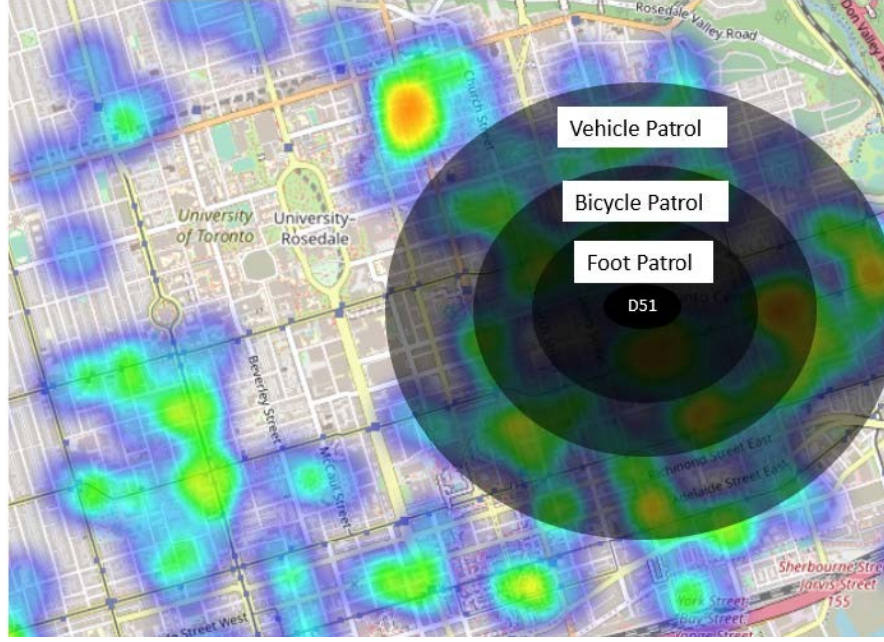 Rosedale Valley Road
Don Valley
Church Street
Vehicle Patrol
Bicycle Patrol
University
of Toronto
University-
Rosedale
Foot Patrol
D51
Beverley Street
McCaul Street
Richmond Street East
Adelaide Street East
Sherbourne Stre
Jarvis Street
155
York Street
Bay Street
Yonge Street
de Street West